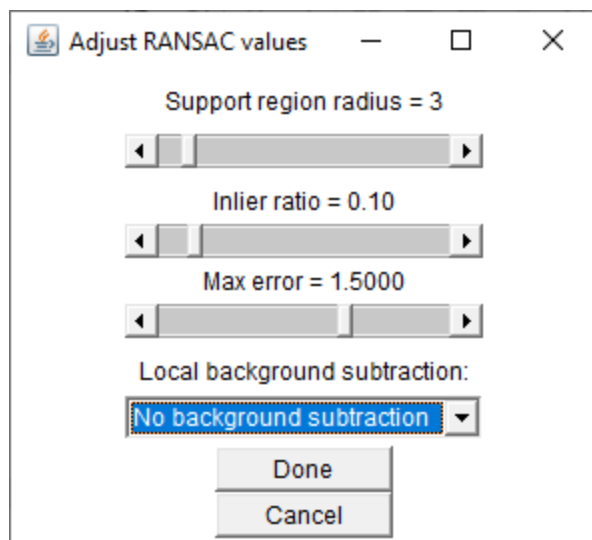 Adjust RANSAC values
Support region radius = 3
Inlier ratio = 0.10
Max error = 1.5000
Local background subtraction:
No background subtraction
Done
Cancel